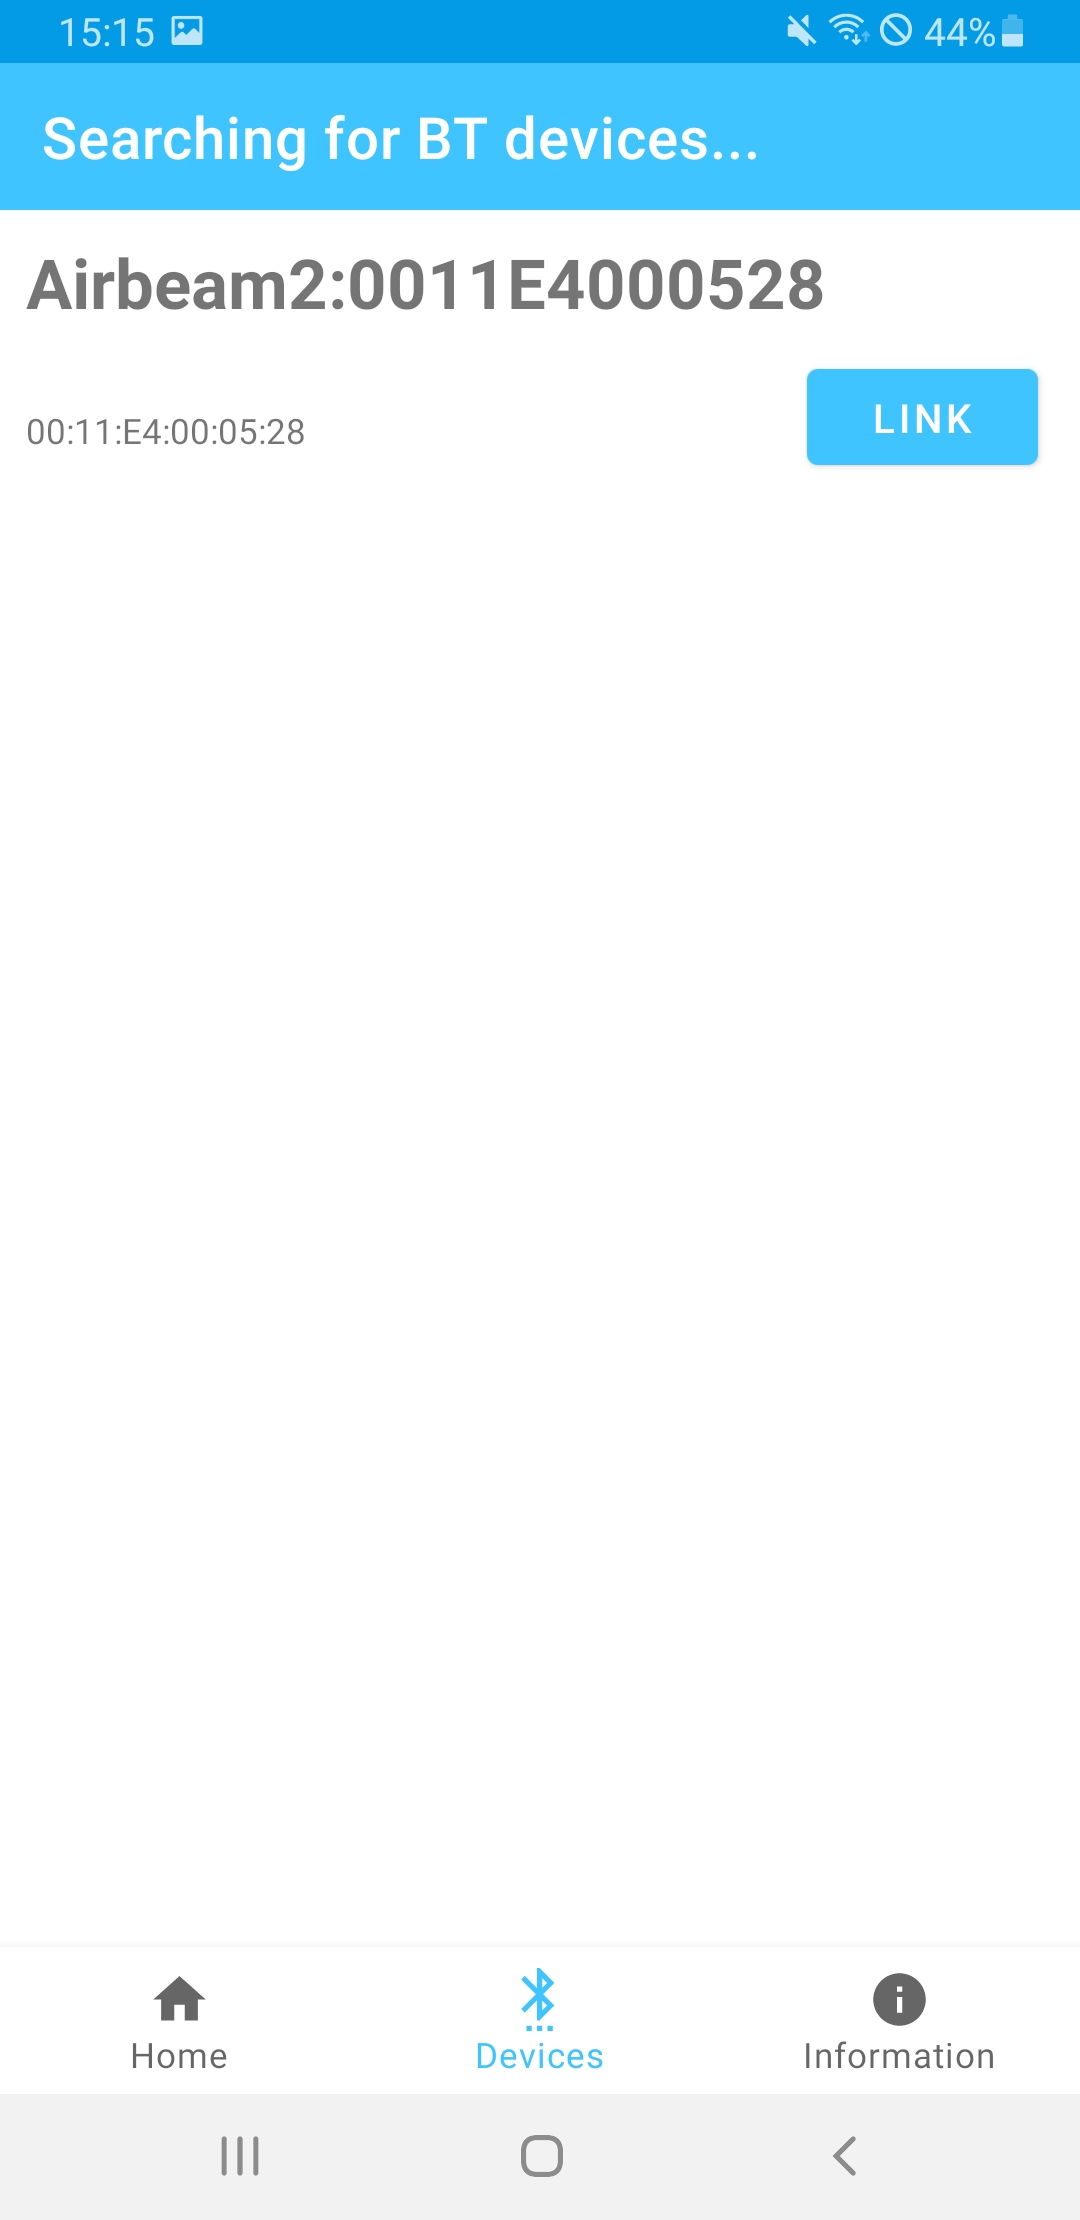 15:15 44%
Searching for BT devices...
Airbeam2:0011E4000528
00:11:E4:00:05:28 LINK
Home Devices Information